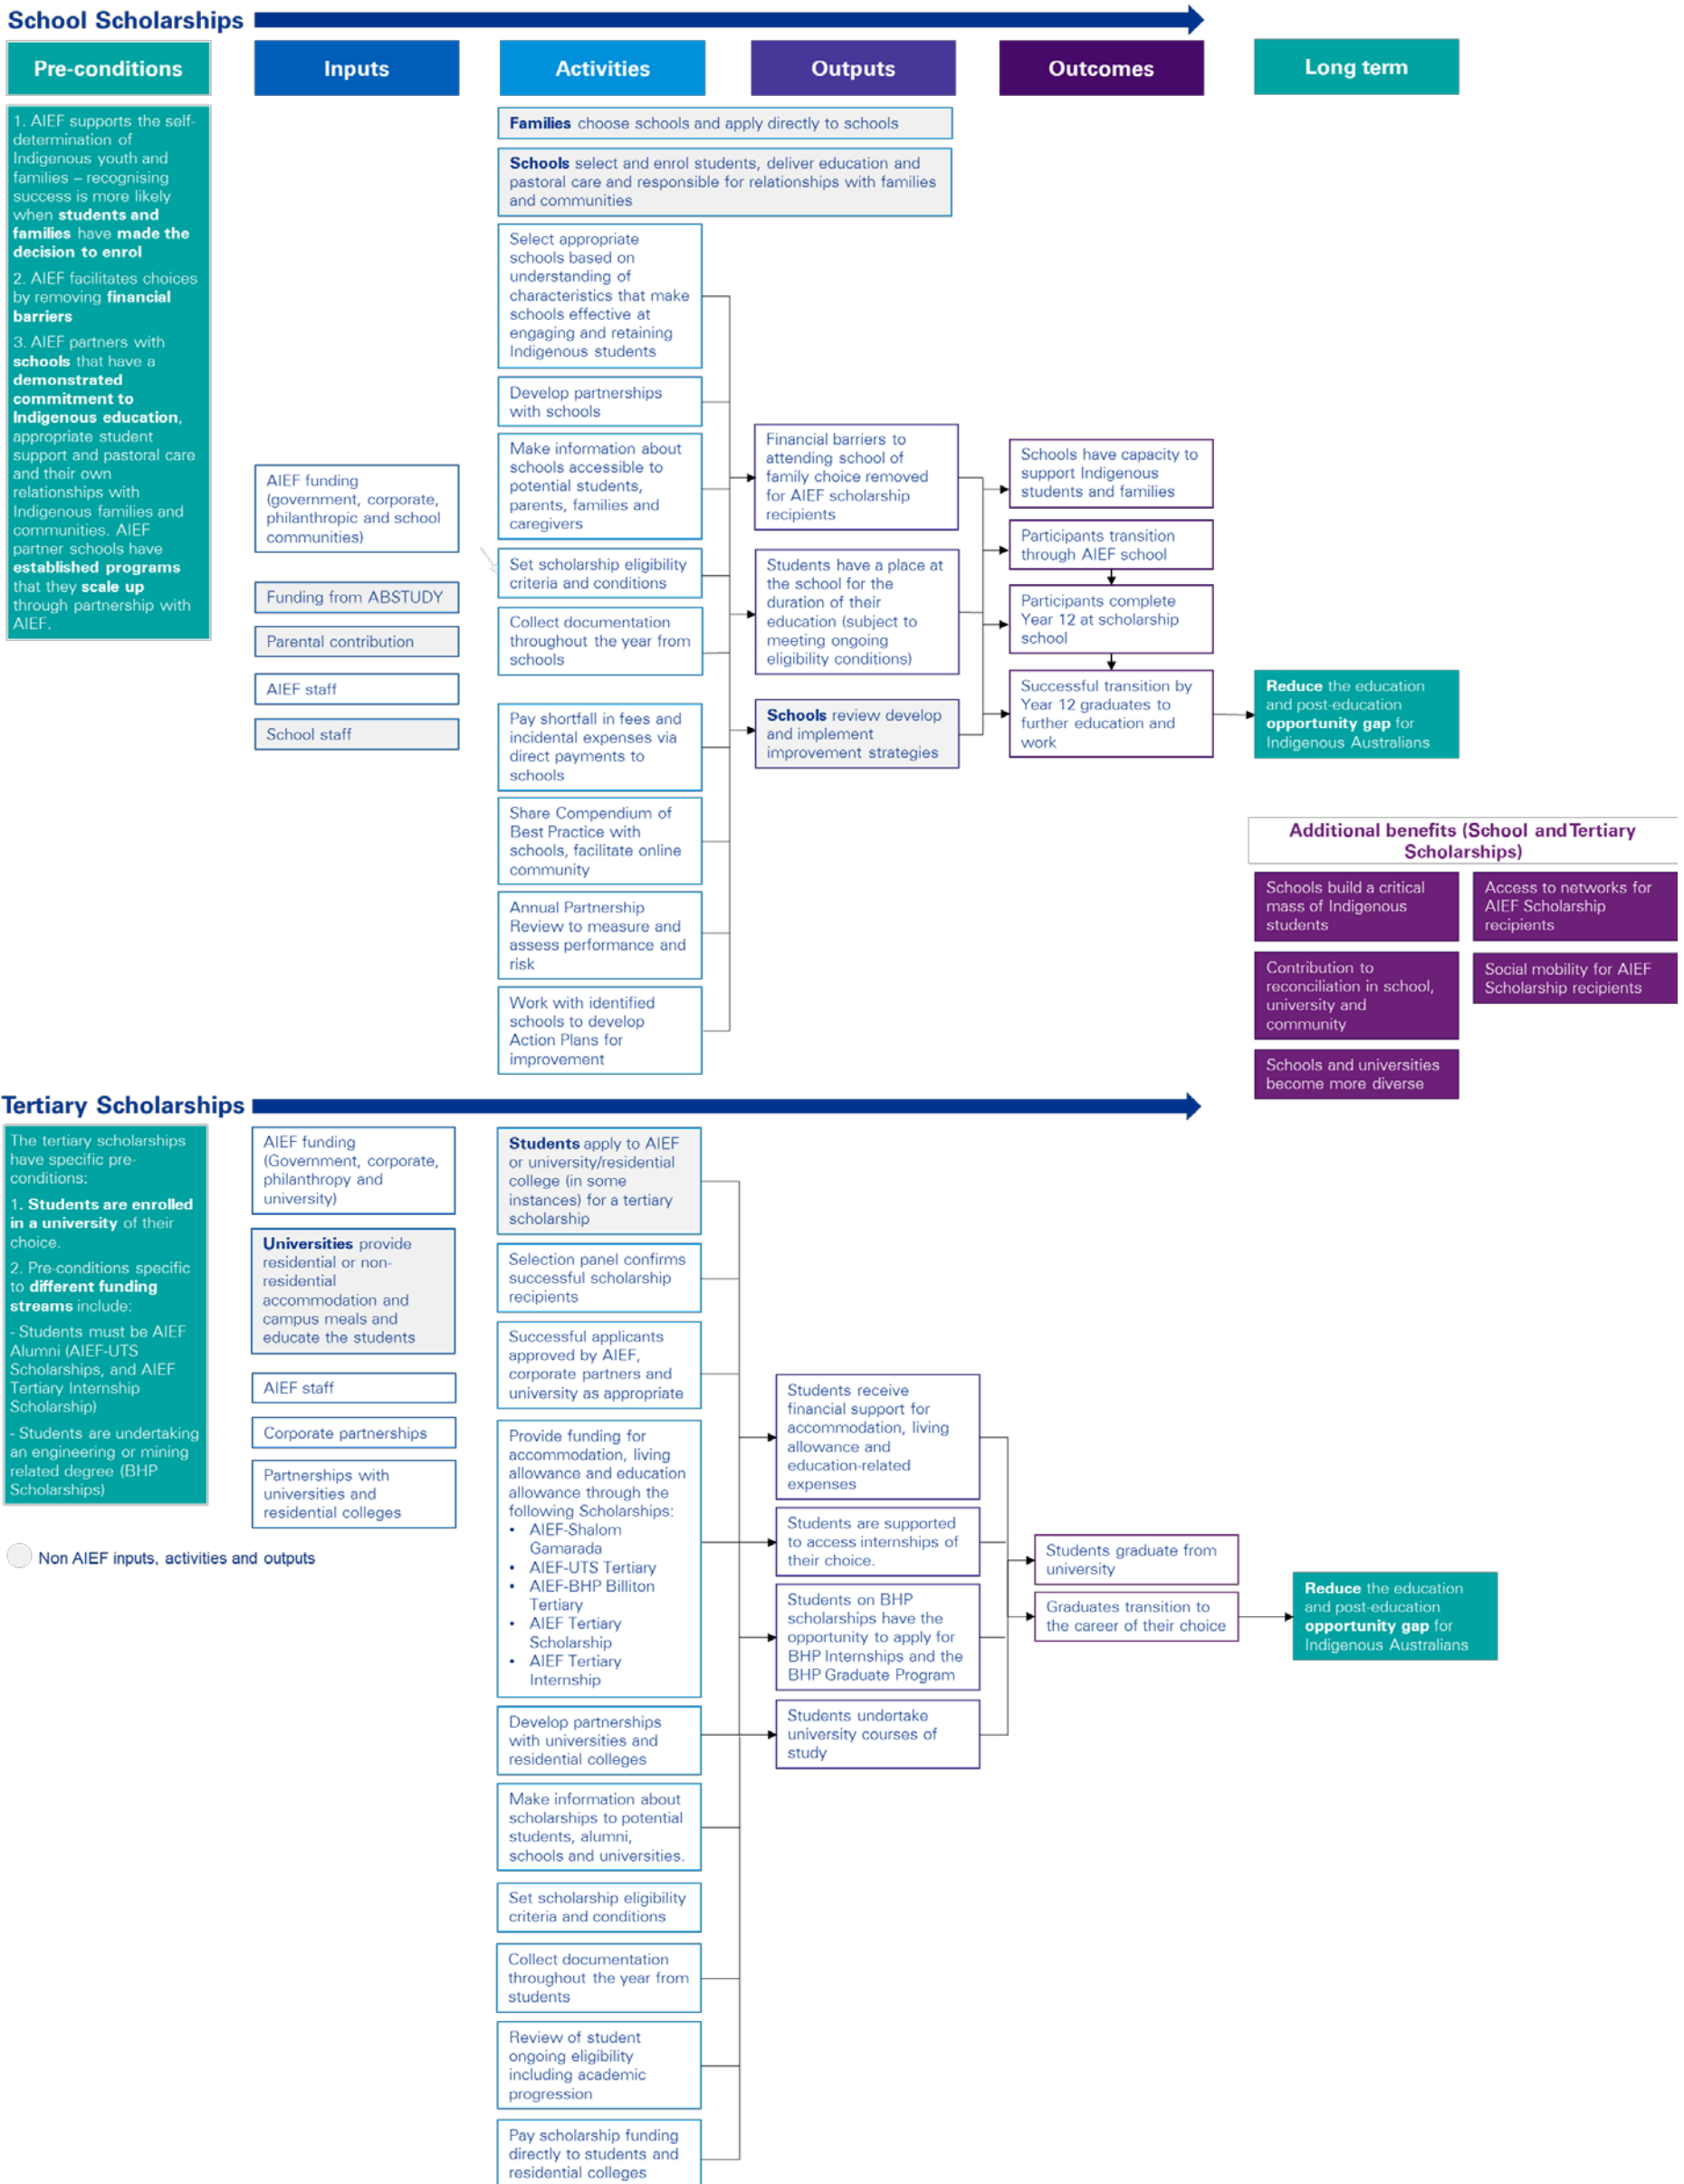 School Scholarships
Pre-conditions
Inputs
Activities
Outputs
Outcomes
Long term
1. AIEF supports the self-
determination of
Indigenous youth and
families – recognising
success is more likely
when students and
families have made the
decision to enrol
2. AIEF facilitates choices
by removing financial
barriers
3. AIEF partners with
schools that have a
demonstrated
commitment to
Indigenous education,
appropriate student
support and pastoral care
and their own
relationships with
Indigenous families and
communities. AIEF
partner schools have
established programs
that they scale up
through partnership with
AIEF.
AIEF funding
(government, corporate,
philanthropic and school
communities)
Funding from ABSTUDY
Parental contribution
AIEF staff
School staff
Families choose schools and apply directly to schools
Schools select and enrol students, deliver education and
pastoral care and responsible for relationships with families
and communities
Select appropriate
schools based on
understanding of
characteristics that make
schools effective at
engaging and retaining
Indigenous students
Develop partnerships
with schools
Make information about
schools accessible to
potential students,
parents, families and
caregivers
Set scholarship eligibility
criteria and conditions
Collect documentation
throughout the year from
schools
Pay shortfall in fees and
incidental expenses via
direct payments to
schools
Share Compendium of
Best Practice with
schools, facilitate online
community
Annual Partnership
Review to measure and
assess performance and
risk
Work with identified
schools to develop
Action Plans for
improvement
Financial barriers to
attending school of
family choice removed
for AIEF scholarship
recipients
Students have a place at
the school for the
duration of their
education (subject to
meeting ongoing
eligibility conditions)
Schools review develop
and implement
improvement strategies
Schools have capacity to
support Indigenous
students and families
Participants transition
through AIEF school
Participants complete
Year 12 at scholarship
school
Successful transition by
Year 12 graduates to
further education and
work
Reduce the education
and post-education
opportunity gap for
Indigenous Australians
Additional benefits (School and Tertiary
Scholarships)
Schools build a critical
mass of Indigenous
students
Access to networks for
AIEF Scholarship
recipients
Contribution to
reconciliation in school,
university and
community
Social mobility for AIEF
Scholarship recipients
Schools and universities
become more diverse
Tertiary Scholarships
The tertiary scholarships
have specific pre-
conditions:
1. Students are enrolled
in a university of their
choice.
2. Pre-conditions specific
to different funding
streams include:
- Students must be AIEF
Alumni (AIEF-UTS
Scholarships, and AIEF
Tertiary Internship
Scholarship)
- Students are undertaking
an engineering or mining
related degree (BHP
Scholarships)
Non AIEF inputs, activities and outputs
AIEF funding
(Government, corporate,
philanthropy and
university)
Universities provide
residential or non-
residential
accommodation and
campus meals and
educate the students
AIEF staff
Corporate partnerships
Partnerships with
universities and
residential colleges
Students apply to AIEF
or university/residential
college (in some
instances) for a tertiary
scholarship
Selection panel confirms
successful scholarship
recipients
Successful applicants
approved by AIEF,
corporate partners and
university as appropriate
Provide funding for
accommodation, living
allowance and education
allowance through the
following Scholarships:
• AIEF-Shalom
Gamarada
• AIEF-UTS Tertiary
• AIEF-BHP Billiton
Tertiary
• AIEF Tertiary
Scholarship
• AIEF Tertiary
Internship
Develop partnerships
with universities and
residential colleges
Make information about
scholarships to potential
students, alumni,
schools and universities.
Set scholarship eligibility
criteria and conditions
Collect documentation
throughout the year from
students
Review of student
ongoing eligibility
including academic
progression
Pay scholarship funding
directly to students and
residential colleges
Students receive
financial support for
accommodation, living
allowance and
education-related
expenses
Students are supported
to access internships of
their choice.
Students on BHP
scholarships have the
opportunity to apply for
BHP Internships and the
BHP Graduate Program
Students undertake
university courses of
study
Students graduate from
university
Graduates transition to
the career of their choice
Reduce the education
and post-education
opportunity gap for
Indigenous Australians